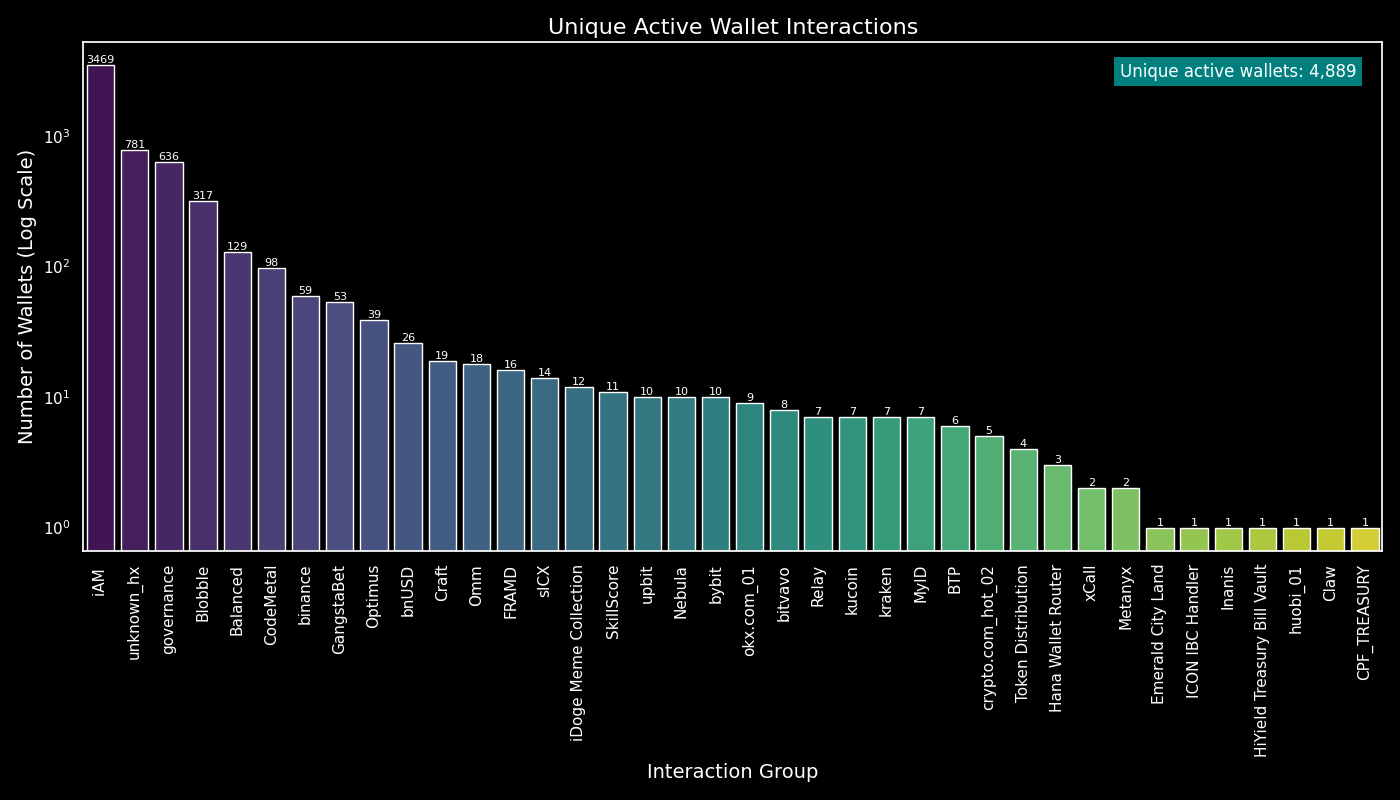 Unique Active Wallet Interactions
Unique active wallets: 4,889
Number of Wallets (Log Scale)
10³
10²
10¹
10⁰
3469
781
636
317
129
98
59
53
39
26
19
18
16
14
12
11
10
10
10
9
8
7
7
7
7
6
5
4
3
2
2
1
1
1
1
1
1
1
iAM
unknown_hx
governance
Blobble
Balanced
CodeMetal
binance
GangstaBet
Optimus
bnUSD
Craft
Omm
FRAMD
sICX
iDoge Meme Collection
SkillScore
upbit
Nebula
bybit
okx.com_01
bitvavo
Relay
kucoin
kraken
MyID
BTP
crypto.com_hot_02
Token Distribution
Hana Wallet Router
xCall
Metanyx
Emerald City Land
ICON IBC Handler
Inanis
HiYield Treasury Bill Vault
huobi_01
Claw
CPF_TREASURY
Interaction Group